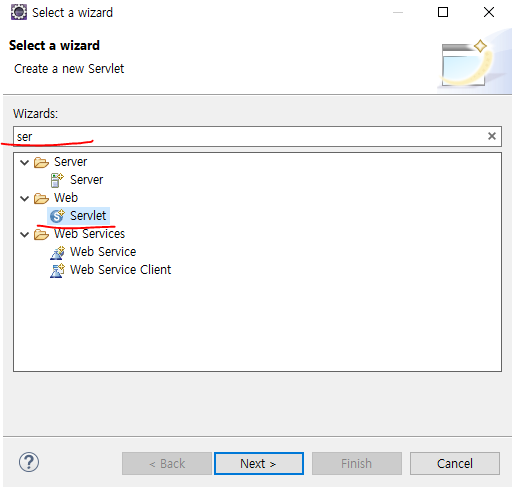 Select a wizard
Select a wizard
Create a new Servlet
Wizards:
ser
Server
Server
Web
Servlet
Web Services
Web Service
Web Service Client
< Back
Next >
Finish
Cancel